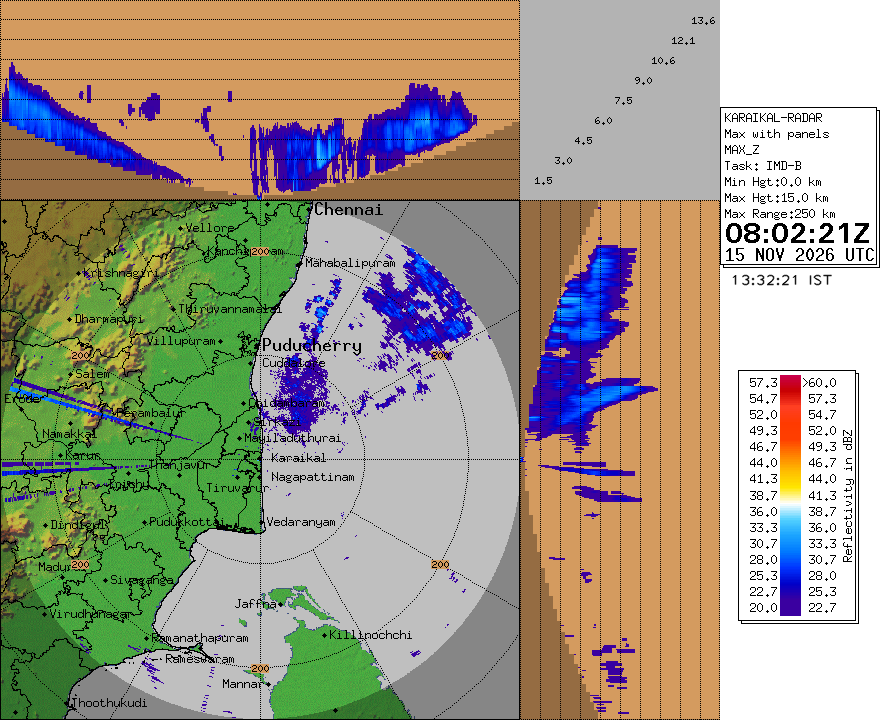 13.6
12.1
10.6
9.0
7.5
6.0
4.5
3.0
1.5
KARAIKAL-RADAR
Max with panels
MAX_Z
Task: IMD-B
Min Hgt:0.0 km
Max Hgt:15.0 km
Max Range:250 km
08:02:21Z
15 NOV 2026 UTC
13:32:21 IST
Chennai
Vellore
200
Mahabalipuram
Krishnagiri
Thiruvannamalai
Dharmapuri
Villupuram
Puducherry
200
200
Salem
Erode
Perambalur
Namakkal
Mayiladuthurai
Karur
Thanjavur
Karaikal
Nagapattinam
Tiruvarur
Dindigul
Pudukkottai
Vedaranyam
200
200
Sivaganga
Jaffna
Virudhunagar
Killinochchi
Ramanathapuram
Rameswaram
200
Mannar
Thoothukudi
57.3 >60.0
54.7 57.3
52.0 54.7
49.3 52.0
46.7 49.3
44.0 46.7
41.3 44.0
38.7 41.3
36.0 38.7
33.3 36.0
30.7 33.3
28.0 30.7
25.3 28.0
22.7 25.3
20.0 22.7
Reflectivity in dBZ